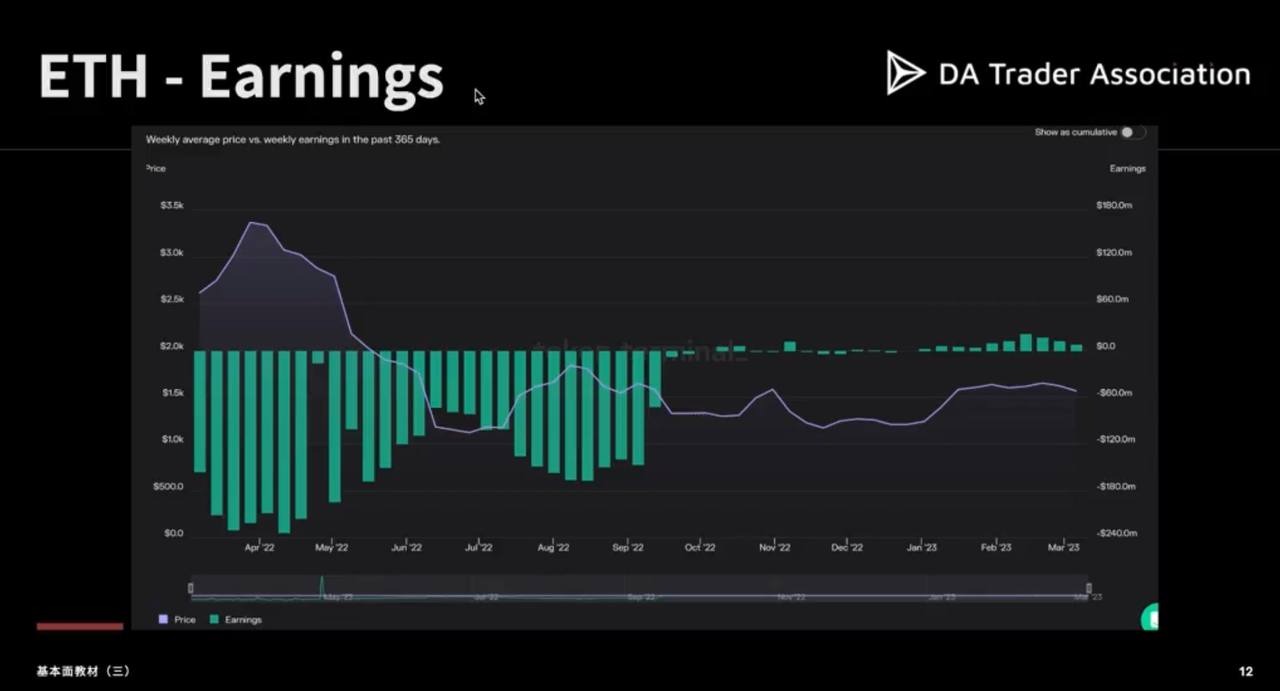 ETH - Earnings
DA Trader Association
Weekly average price vs. weekly earnings in the past 365 days.
Show as cumulative
Price
Earnings
$3.5k
$180.0m
$3.0k
$120.0m
$2.5k
$60.0m
$2.0k
$0.0
token terminal_
$1.5k
-$60.0m
$1.0k
-$120.0m
$500.0
-$180.0m
$0.0
-$240.0m
Apr '22 May '22 Jun '22 Jul '22 Aug '22 Sep '22 Oct '22 Nov '22 Dec '22 Jan '23 Feb '23 Mar '23
May '22 Jul '22 Sep '22 Nov '22 Jan '23 Mar '23
Price Earnings
基本面教材（三）
12